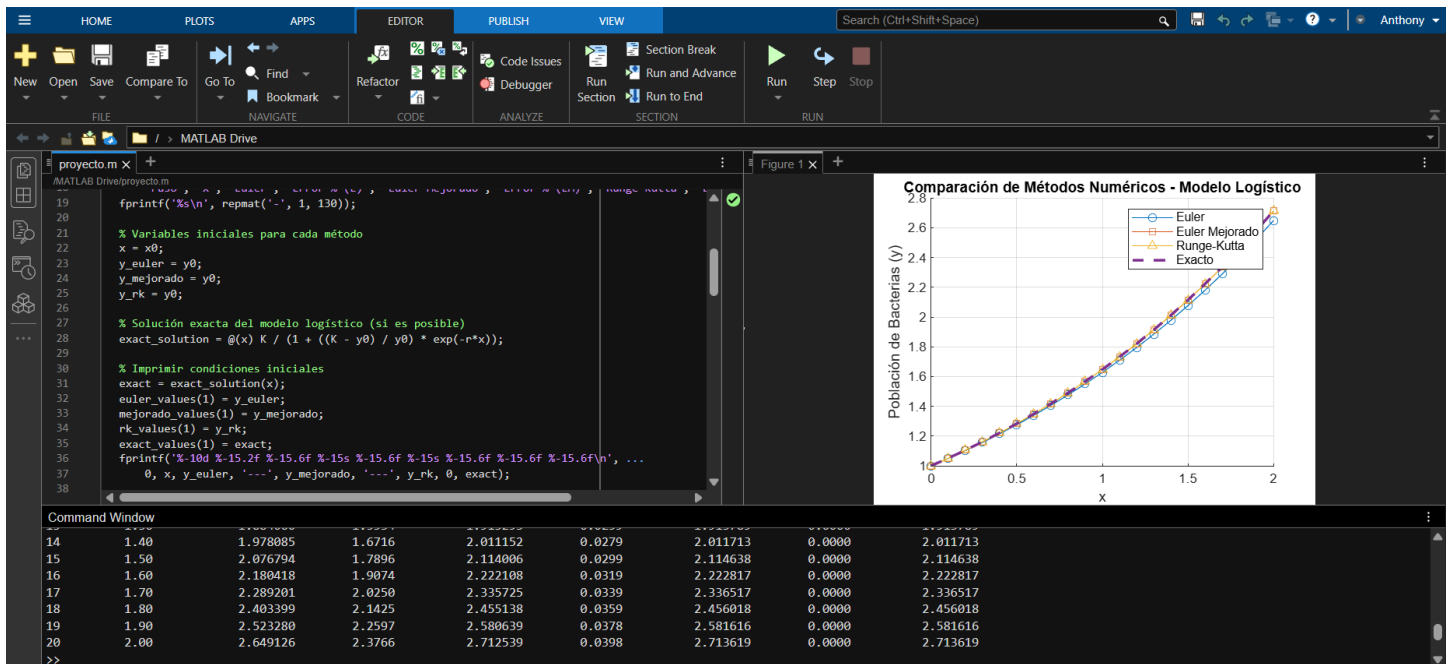 HOME PLOTS APPS EDITOR PUBLISH VIEW Search (Ctrl+Shift+Space) Anthony
New Open Save Compare To Go To Find Bookmark Refactor Code Issues Debugger Run Section Section Break Run and Advance Run to End Run Step Stop
FILE NAVIGATE CODE ANALYZE SECTION RUN
/ › MATLAB Drive
proyecto.m × +
/MATLAB Drive/proyecto.m
19 fprintf('%s\n', repmat('-', 1, 130));
20
21 % Variables iniciales para cada método
22 x = x0;
23 y_euler = y0;
24 y_mejorado = y0;
25 y_rk = y0;
26
27 % Solución exacta del modelo logístico (si es posible)
28 exact_solution = @(x) K / (1 + ((K - y0) / y0) * exp(-r*x));
29
30 % Imprimir condiciones iniciales
31 exact = exact_solution(x);
32 euler_values(1) = y_euler;
33 mejorado_values(1) = y_mejorado;
34 rk_values(1) = y_rk;
35 exact_values(1) = exact;
36 fprintf('%-10d %-15.2f %-15.6f %-15s %-15.6f %-15s %-15.6f %-15.6f %-15.6f\n', ...
37 0, x, y_euler, '---', y_mejorado, '---', y_rk, 0, exact);
38
Figure 1 × +
Comparación de Métodos Numéricos - Modelo Logístico
Euler
Euler Mejorado
Runge-Kutta
Exacto
Población de Bacterias (y)
2.8
2.6
2.4
2.2
2
1.8
1.6
1.4
1.2
1
0 0.5 1 1.5 2
x
Command Window
14 1.40 1.978085 1.6716 2.011152 0.0279 2.011713 0.0000 2.011713
15 1.50 2.076794 1.7896 2.114006 0.0299 2.114638 0.0000 2.114638
16 1.60 2.180418 1.9074 2.222108 0.0319 2.222817 0.0000 2.222817
17 1.70 2.289201 2.0250 2.335725 0.0339 2.336517 0.0000 2.336517
18 1.80 2.403399 2.1425 2.455138 0.0359 2.456018 0.0000 2.456018
19 1.90 2.523280 2.2597 2.580639 0.0378 2.581616 0.0000 2.581616
20 2.00 2.649126 2.3766 2.712539 0.0398 2.713619 0.0000 2.713619
>>